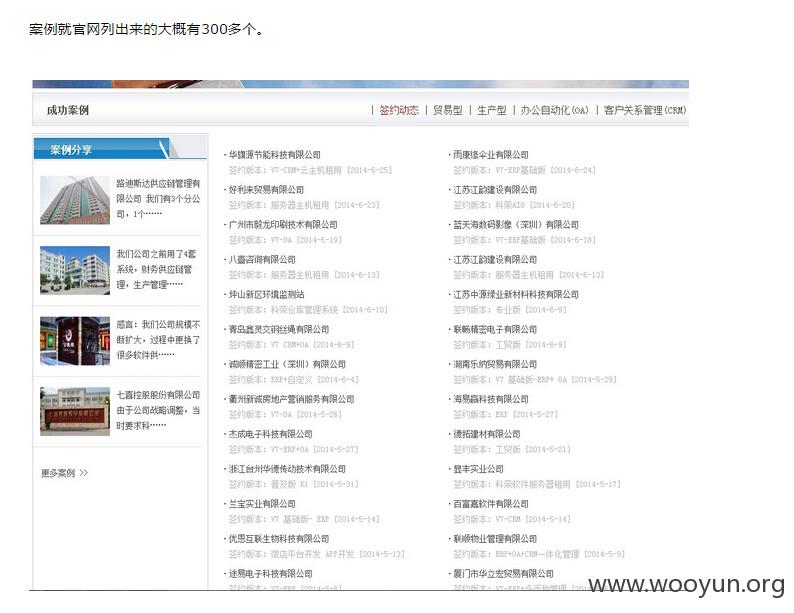 案例就官网列出来的大概有300多个。
成功案例
| 签约动态 | 贸易型 | 生产型 | 办公自动化(OA) | 客户关系管理(CRM)
案例分享
路迪斯达供应链管理有
限公司 我们有3个分公
司，1个……
我们公司之前用了4套
系统，财务供应链管
理，生产管理……
感言：我们公司规模不
断扩大，过程中更换了
很多软件供……
七喜控股股份有限公司
由于公司战略调整，当
时要求科……
更多案例 >>
· 华旗源节能科技有限公司
签约版本: V7-CRM+云主机租用 [2014-6-25]
· 好利来贸易有限公司
签约版本: 服务器主机租用 [2014-6-23]
· 广州市毅龙印刷技术有限公司
签约版本: V7-OA [2014-6-19]
· 八壹咨询有限公司
签约版本: 服务器主机租用 [2014-6-13]
· 坪山新区环境监测站
签约版本: 科荣仓库管理系统 [2014-6-10]
· 青岛鑫灵交钢丝绳有限公司
签约版本: V7 CRM+OA [2014-6-9]
· 诚顺精密工业（深圳）有限公司
签约版本: ERP+自定义 [2014-6-4]
· 衢州新诚房地产营销服务有限公司
签约版本: V7-OA [2014-5-26]
· 杰成电子科技有限公司
签约版本: V7-ERP+OA [2014-5-27]
· 浙江台州华德传动技术有限公司
签约版本: 普及版 K1 [2014-5-31]
· 兰宝实业有限公司
签约版本: V7 基础版- ERP [2014-5-14]
· 优恩互联生物科技有限公司
签约版本: 微店平台开发 APP开发 [2014-5-13]
· 途易电子科技有限公司
签约版本: V7-ERP [2014-5-8]
· 雨康缘伞业有限公司
签约版本: V7-ERP基础版 [2014-6-24]
· 江苏江韵建设有限公司
签约版本: 科荣AIO [2014-6-20]
· 蓝天海数码影像（深圳）有限公司
签约版本: V7-ERP基础版 [2014-6-18]
· 江苏江韵建设有限公司
签约版本: 服务器主机租用 [2014-6-13]
· 江苏中源绿业新材料科技有限公司
签约版本: 专业版 [2014-6-9]
· 联畅精密电子有限公司
签约版本: 工贸版 [2014-6-9]
· 湖南乐纳贸易有限公司
签约版本: V7 基础版-ERP+ OA [2014-5-29]
· 海易赢科技有限公司
签约版本: ERP [2014-5-27]
· 德拓建材有限公司
签约版本: 工贸版 [2014-5-21]
· 显丰实业公司
签约版本: 科荣软件服务器租用 [2014-5-17]
· 百富嘉软件有限公司
签约版本: V7-CRM [2014-5-14]
· 联顺物业管理有限公司
签约版本: ERP+OA+CRM一体化管理 [2014-5-9]
· 厦门市华立宏贸易有限公司
签约版本: V7-ERP+多币种管理
www.wooyun.org